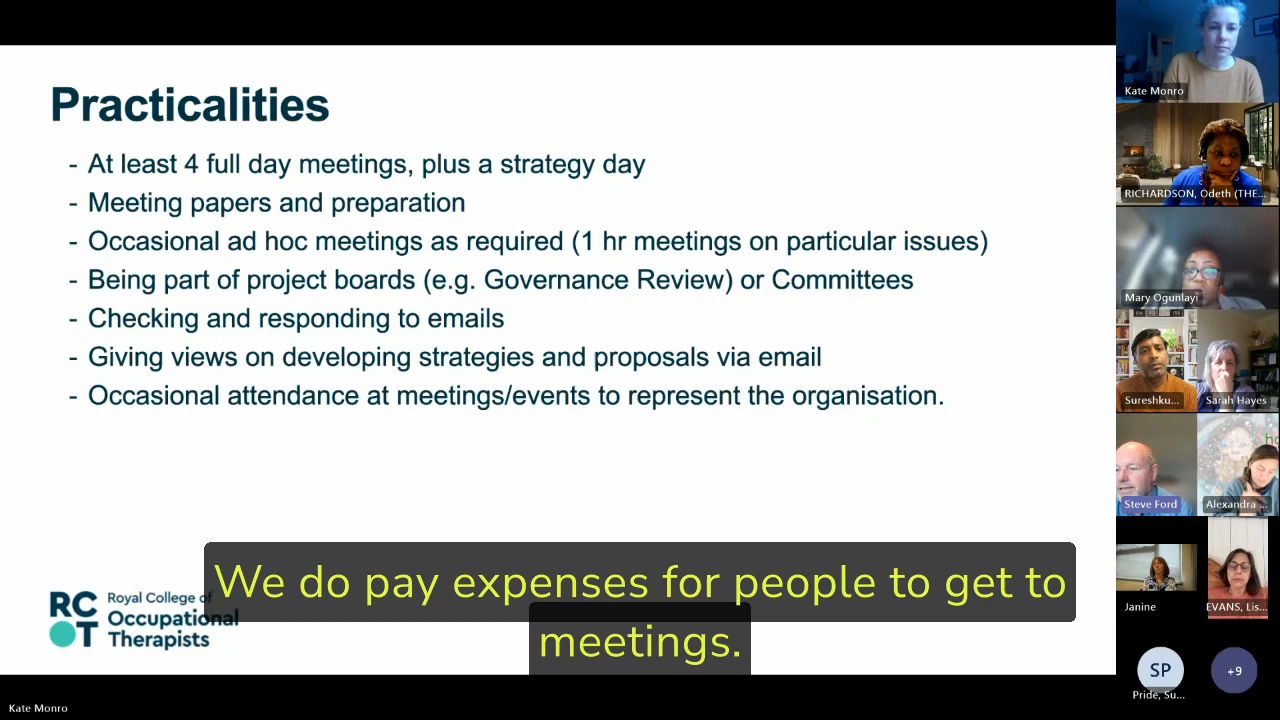 Practicalities
- At least 4 full day meetings, plus a strategy day
- Meeting papers and preparation
- Occasional ad hoc meetings as required (1 hr meetings on particular issues)
- Being part of project boards (e.g. Governance Review) or Committees
- Checking and responding to emails
- Giving views on developing strategies and proposals via email
- Occasional attendance at meetings/events to represent the organisation.
RC
OT
Royal College of
Occupational
Therapists
We do pay expenses for people to get to
meetings.
Kate Monro
Kate Monro
RICHARDSON, Odeth (THE...
Mary Ogunlayi
Sureshku...
Sarah Hayes
Steve Ford
Alexandra ...
Janine
EVANS, Lis...
SP
Pride, Su...
+9